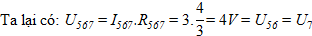 Ta lại có: U₅₆₇ = I₅₆₇.R₅₆₇ = 3.4/3 = 4V = U₅₆ = U₇